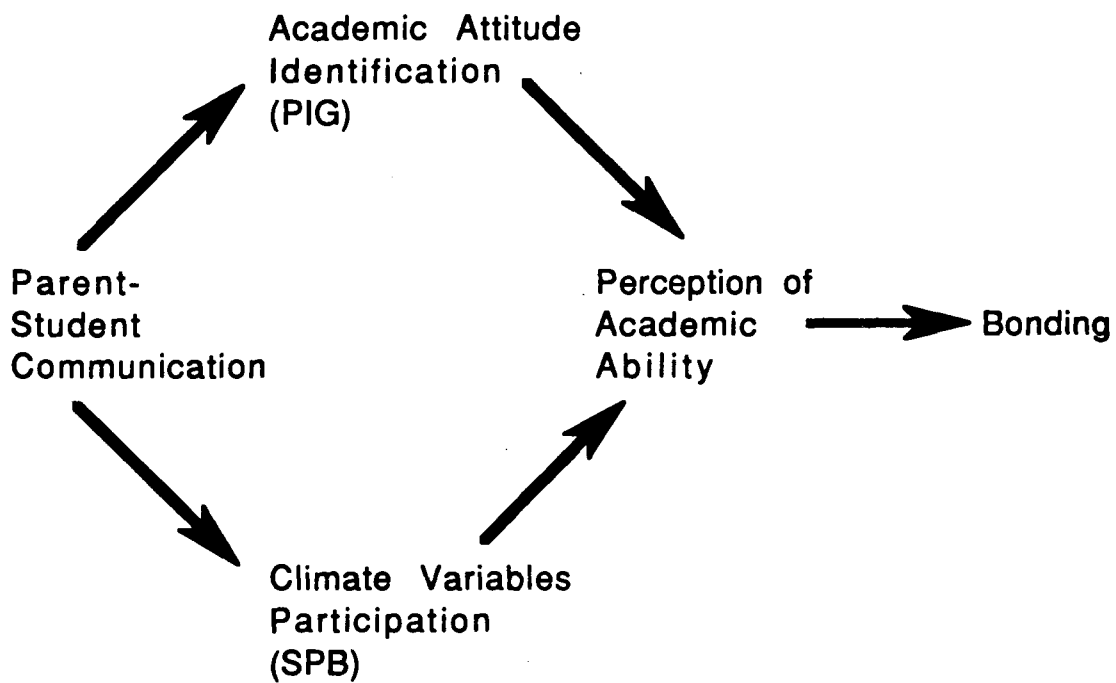 Academic Attitude
Identification
(PIG)
Parent-
Student
Communication
Perception of
Academic
Ability
Bonding
Climate Variables
Participation
(SPB)